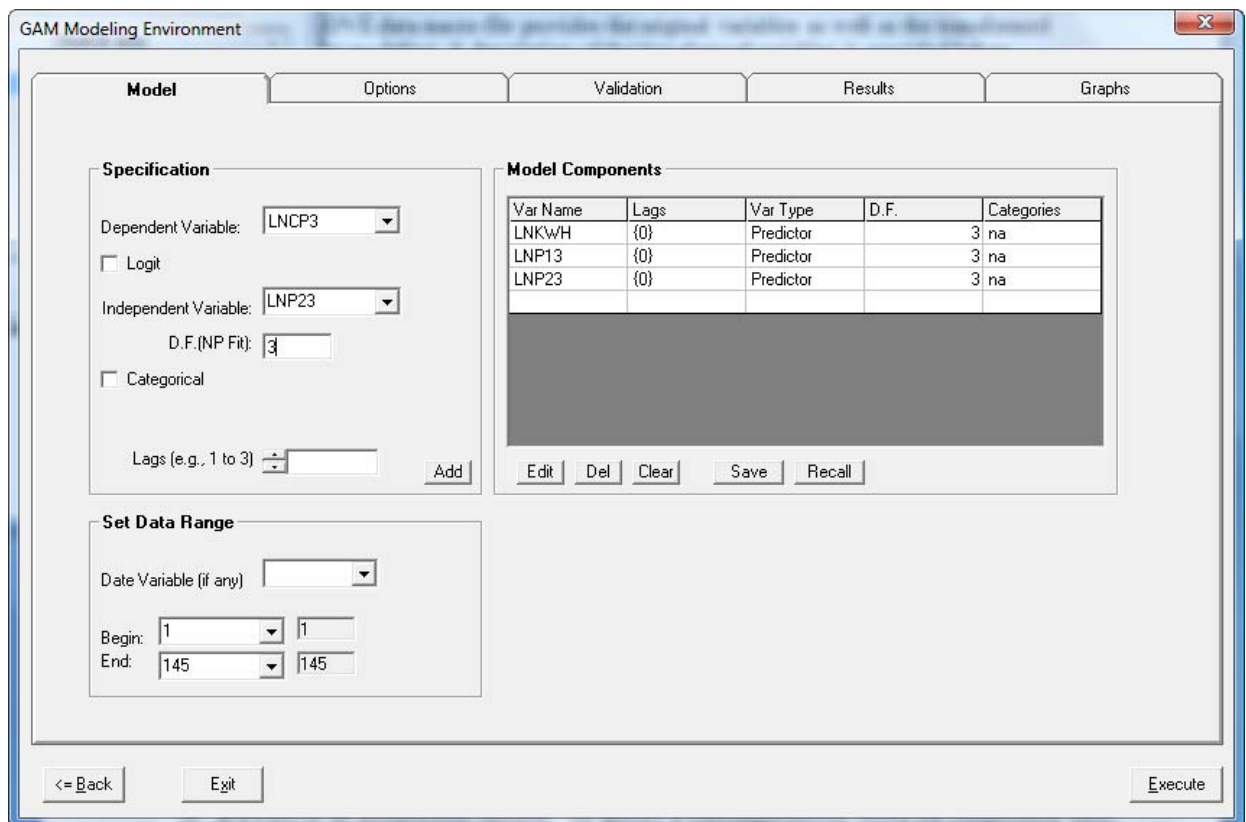 GAM Modeling Environment
Model Options Validation Results Graphs
Specification
Dependent Variable: LNCP3
Logit
Independent Variable: LNP23
D.F.(NP Fit): 3
Categorical
Lags (e.g., 1 to 3)
Add
Model Components
Var Name Lags Var Type D.F. Categories
LNKWH {0} Predictor 3 na
LNP13 {0} Predictor 3 na
LNP23 {0} Predictor 3 na
Edit Del Clear Save Recall
Set Data Range
Date Variable (if any)
Begin: 1 1
End: 145 145
<= Back Exit Execute